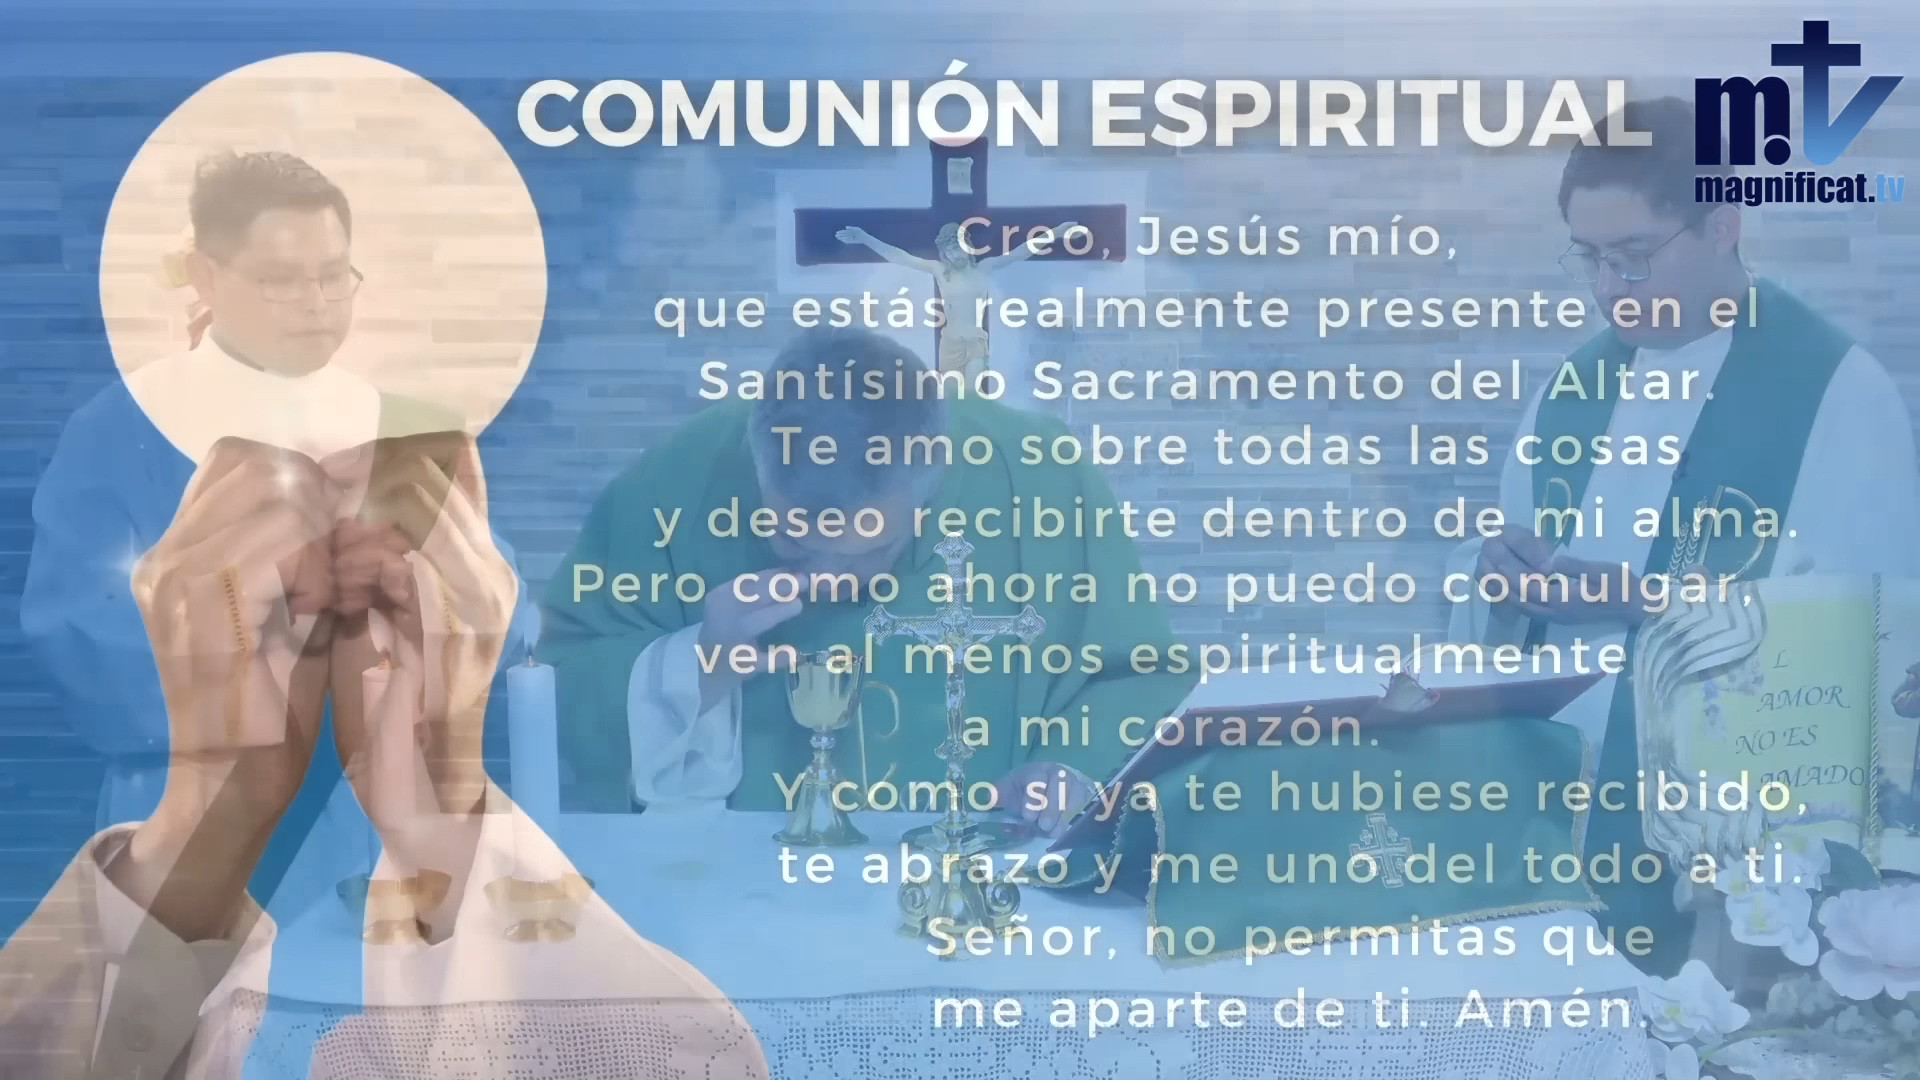 COMUNIÓN ESPIRITUAL
Creo, Jesús mío,
que estás realmente presente en el
Santísimo Sacramento del Altar.
Te amo sobre todas las cosas
y deseo recibirte dentro de mi alma.
Pero como ahora no puedo comulgar,
ven al menos espiritualmente
a mi corazón.
Y como si ya te hubiese recibido,
te abrazo y me uno del todo a ti.
Señor, no permitas que
me aparte de ti. Amén.
m.tv
magnificat.tv
L
AMOR
NO ES
AMADO